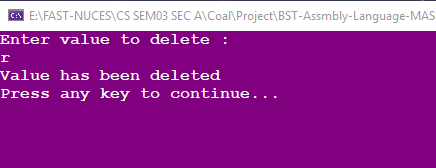 E:\FAST-NUCES\CS SEM03 SEC A\Coal\Project\BST-Assmbly-Language-MAS
Enter value to delete :
r
Value has been deleted
Press any key to continue...